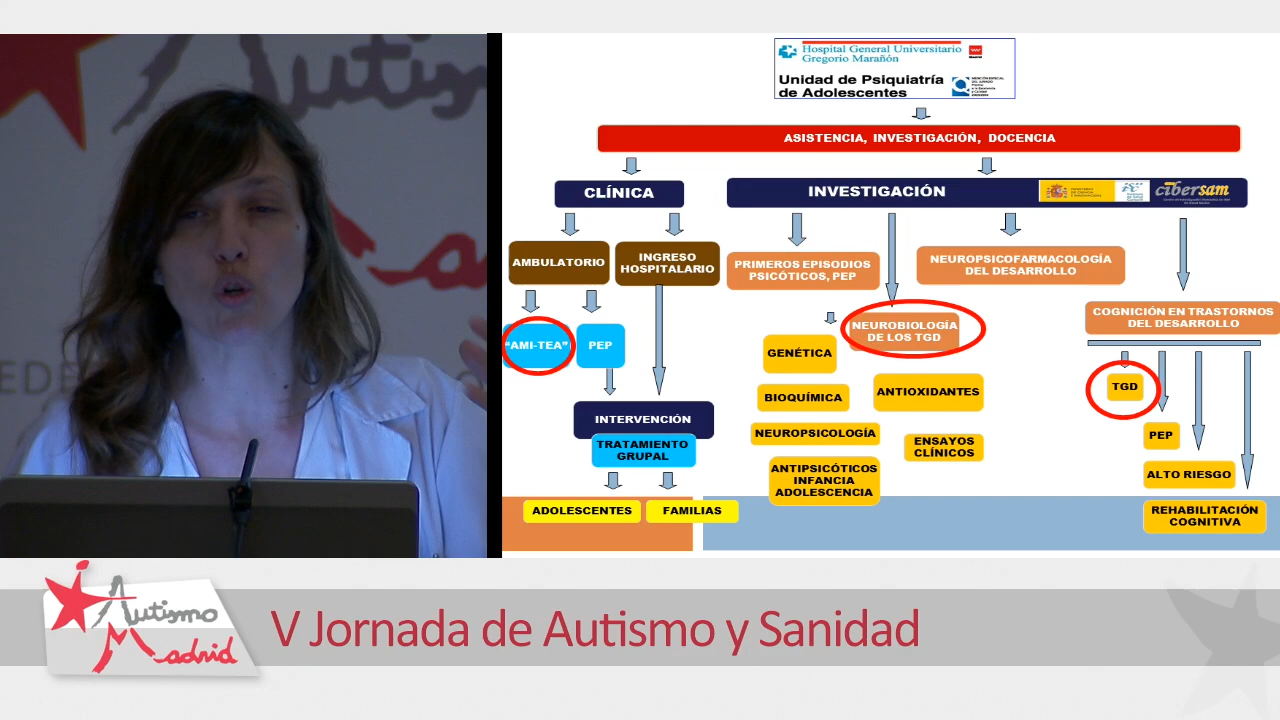 Autismo
Madrid
EDE
Hospital General Universitario
Gregorio Marañón
Unidad de Psiquiatría
de Adolescentes
ASISTENCIA, INVESTIGACIÓN, DOCENCIA
CLÍNICA
INVESTIGACIÓN
cibersam
AMBULATORIO
INGRESO
HOSPITALARIO
PRIMEROS EPISODIOS
PSICÓTICOS, PEP
NEUROPSICOFARMACOLOGÍA
DEL DESARROLLO
COGNICIÓN EN TRASTORNOS
DEL DESARROLLO
"AMI-TEA"
PEP
NEUROBIOLOGÍA
DE LOS TGD
GENÉTICA
BIOQUÍMICA
ANTIOXIDANTES
NEUROPSICOLOGÍA
ENSAYOS
CLÍNICOS
ANTIPSICÓTICOS
INFANCIA
ADOLESCENCIA
TGD
PEP
ALTO RIESGO
REHABILITACIÓN
COGNITIVA
INTERVENCIÓN
TRATAMIENTO
GRUPAL
ADOLESCENTES
FAMILIAS
Autismo
Madrid
V Jornada de Autismo y Sanidad